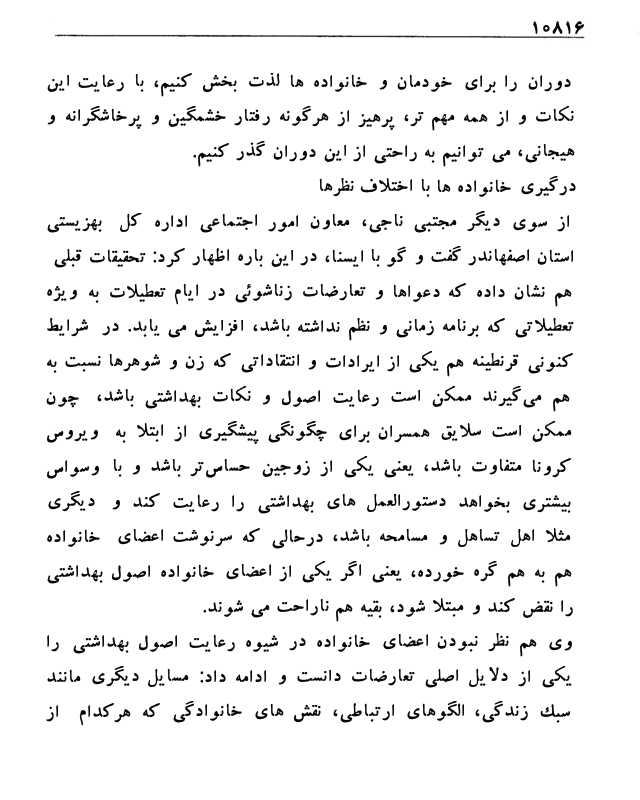 ۱۰۸۱۶
دوران را برای خودمان و خانواده ها لذت بخش کنیم، با رعایت این
نکات و از همه مهم تر، پرهیز از هرگونه رفتار خشمگین و پرخاشگرانه و
هیجانی، می توانیم به راحتی از این دوران گذر کنیم.
درگیری خانواده ها با اختلاف نظرها
از سوی دیگر مجتبی ناجی، معاون امور اجتماعی اداره کل بهزیستی
استان اصفهاندر گفت و گو با ایسنا، در این باره اظهار کرد: تحقیقات قبلی
هم نشان داده که دعواها و تعارضات زناشوئی در ایام تعطیلات به ویژه
تعطیلاتی که برنامه زمانی و نظم نداشته باشد، افزایش می یابد. در شرایط
کنونی قرنطینه هم یکی از ایرادات و انتقاداتی که زن و شوهرها نسبت به
هم می‌گیرند ممکن است رعایت اصول و نکات بهداشتی باشد، چون
ممکن است سلایق همسران برای چگونگی پیشگیری از ابتلا به ویروس
کرونا متفاوت باشد، یعنی یکی از زوجین حساس‌تر باشد و با وسواس
بیشتری بخواهد دستورالعمل های بهداشتی را رعایت کند و دیگری
مثلا اهل تساهل و مسامحه باشد، درحالی که سرنوشت اعضای خانواده
هم به هم گره خورده، یعنی اگر یکی از اعضای خانواده اصول بهداشتی
را نقض کند و مبتلا شود، بقیه هم ناراحت می شوند.
وی هم نظر نبودن اعضای خانواده در شیوه رعایت اصول بهداشتی را
یکی از دلایل اصلی تعارضات دانست و ادامه داد: مسایل دیگری مانند
سبك زندگی، الگوهای ارتباطی، نقش های خانوادگی که هرکدام از